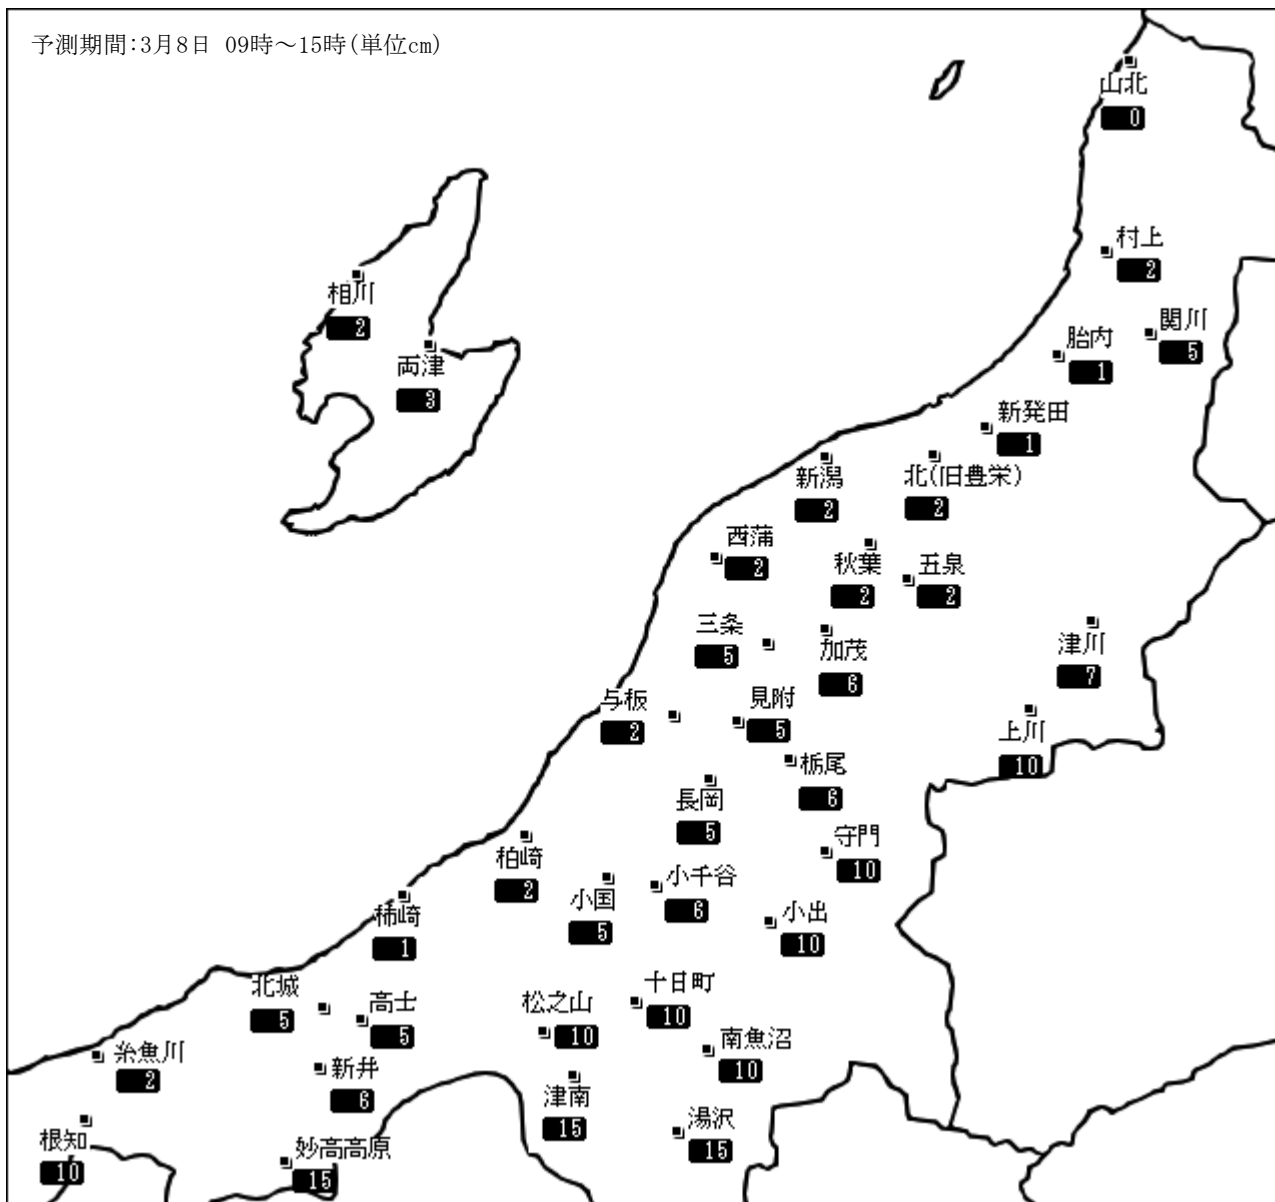 予測期間:3月8日 09時～15時(単位cm)
山北
0
村上
2
相川
2
関川
5
胎内
1
両津
3
新発田
1
新潟
2
北(旧豊栄)
2
西蒲
2
秋葉
2
五泉
2
三条
5
加茂
6
津川
7
与板
2
見附
5
上川
10
栃尾
6
長岡
5
守門
10
柏崎
2
小国
5
小千谷
6
小出
10
柿崎
1
北城
5
高士
5
松之山
10
十日町
10
南魚沼
10
糸魚川
2
新井
6
津南
15
湯沢
15
根知
10
妙高高原
15